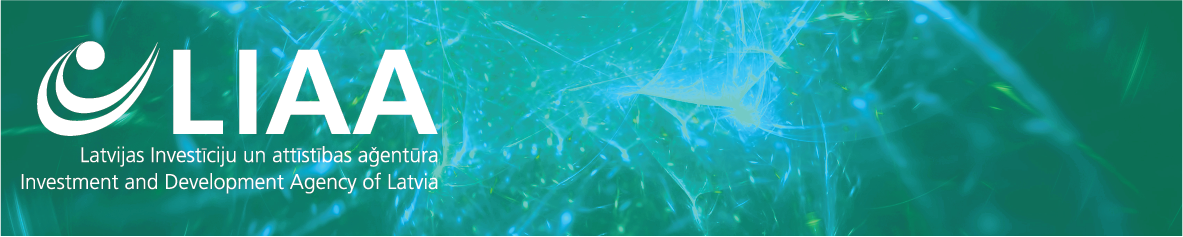 LIAA
Latvijas Investīciju un attīstības aģentūra
Investment and Development Agency of Latvia